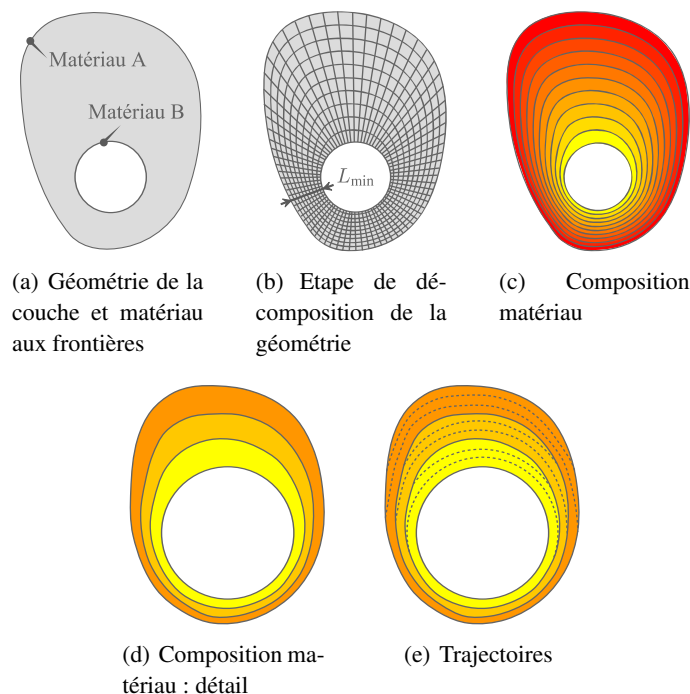 Matériau A
Matériau B
L_min
(a) Géométrie de la
couche et matériau
aux frontières
(b) Etape de dé-
composition de la
géométrie
(c) Composition
matériau
(d) Composition ma-
tériau : détail
(e) Trajectoires